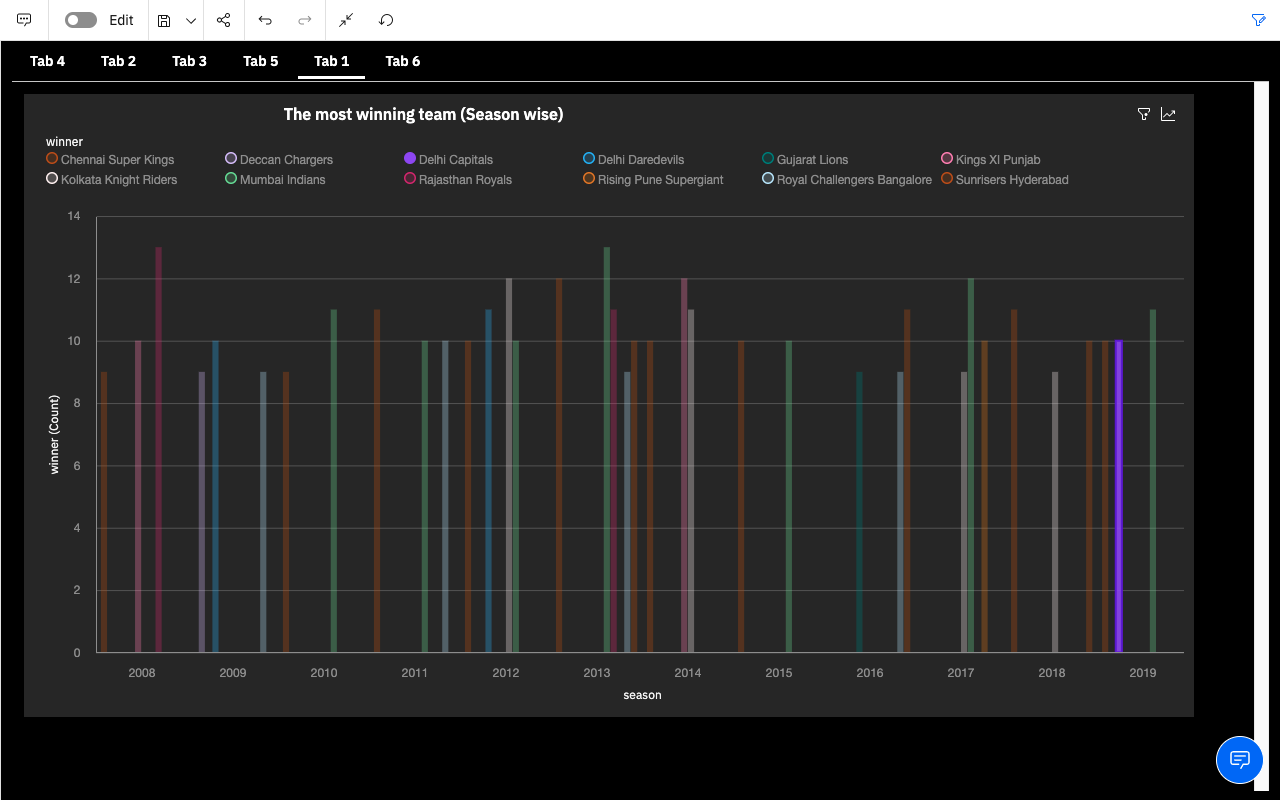 Edit
Tab 4 Tab 2 Tab 3 Tab 5 Tab 1 Tab 6
The most winning team (Season wise)
winner
Chennai Super Kings Deccan Chargers Delhi Capitals Delhi Daredevils Gujarat Lions Kings XI Punjab
Kolkata Knight Riders Mumbai Indians Rajasthan Royals Rising Pune Supergiant Royal Challengers Bangalore Sunrisers Hyderabad
14
12
10
8
6
4
2
0
winner (Count)
2008 2009 2010 2011 2012 2013 2014 2015 2016 2017 2018 2019
season